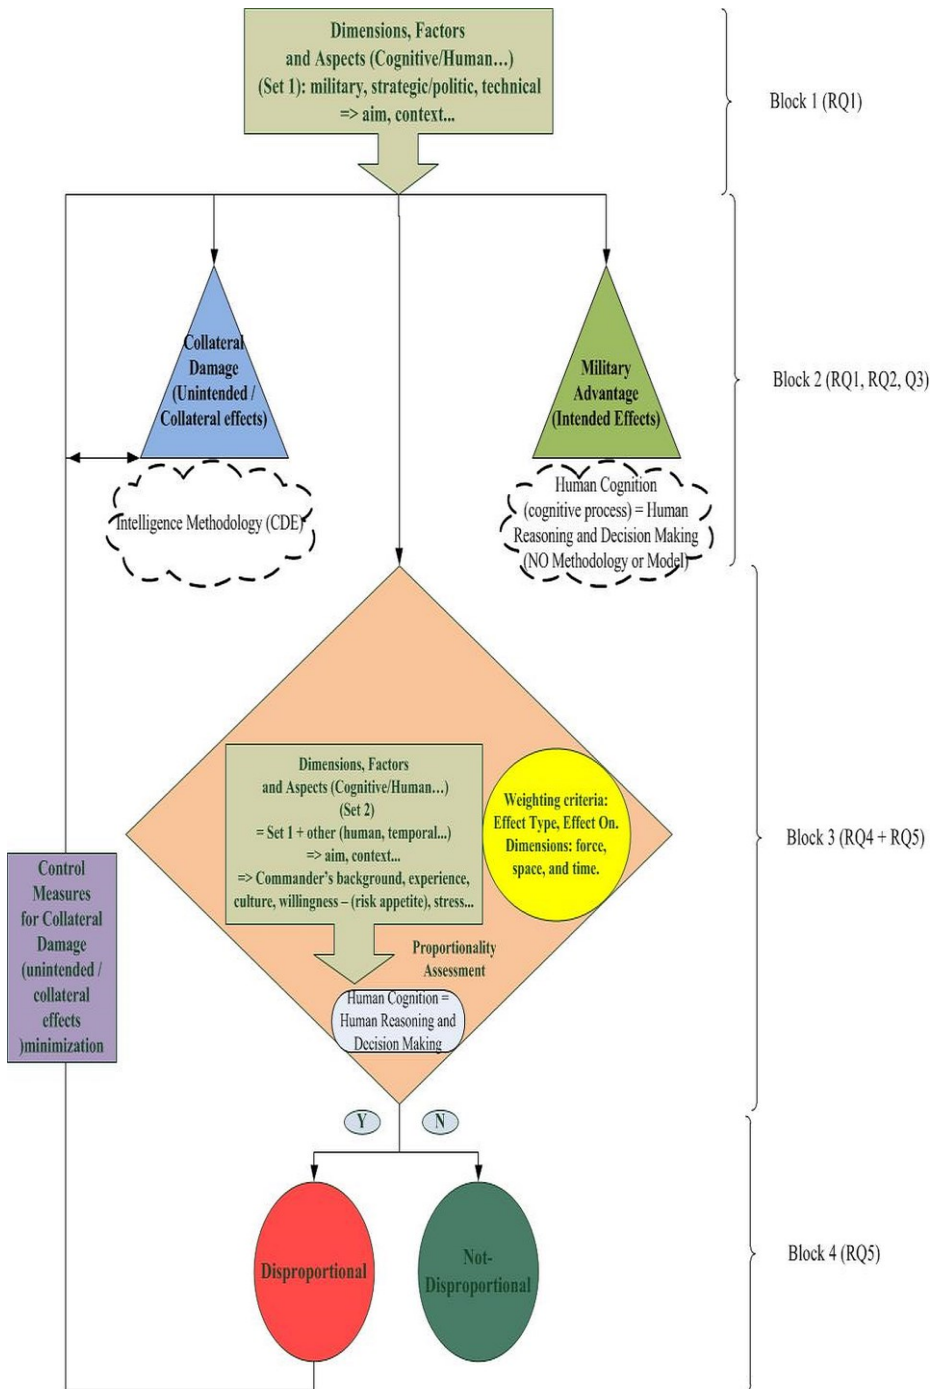 Dimensions, Factors
and Aspects (Cognitive/Human…)
(Set 1): military, strategic/politic, technical
=> aim, context...
Block 1 (RQ1)
Collateral
Damage
(Unintended /
Collateral effects)
Military
Advantage
(Intended Effects)
Block 2 (RQ1, RQ2, Q3)
Intelligence Methodology (CDE)
Human Cognition
(cognitive process) = Human
Reasoning and Decision Making
(NO Methodology or Model)
Dimensions, Factors
and Aspects (Cognitive/Human…)
(Set 2)
= Set 1 + other (human, temporal...)
=> aim, context...
=> Commander’s background, experience,
culture, willingness – (risk appetite), stress...
Weighting criteria:
Effect Type, Effect On.
Dimensions: force,
space, and time.
Block 3 (RQ4 + RQ5)
Control
Measures
for Collateral
Damage
(unintended /
collateral
effects
)minimization
Proportionality
Assessment
Human Cognition =
Human Reasoning and
Decision Making
Y
N
Disproportional
Not-
Disproportional
Block 4 (RQ5)